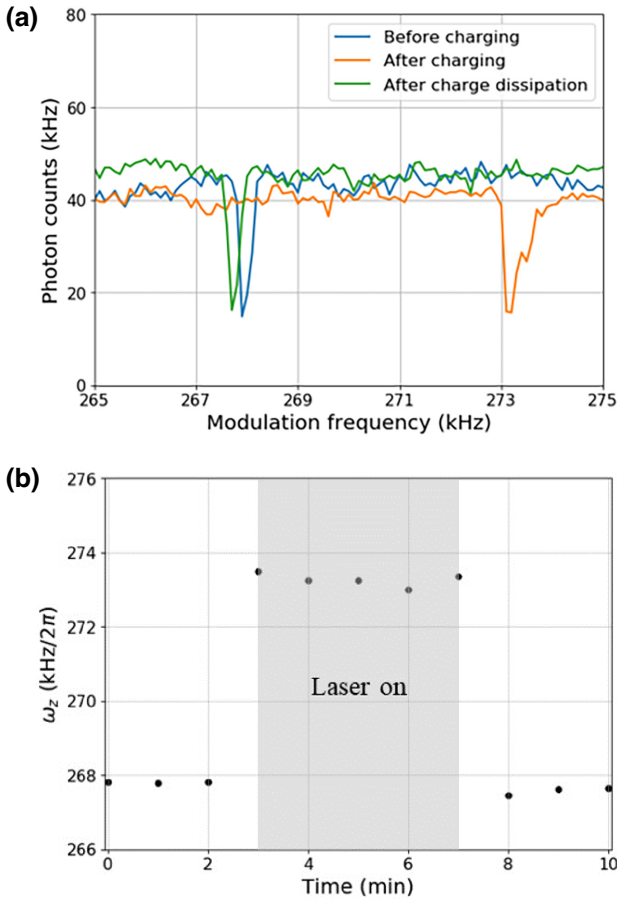 (a)
80
60
40
20
0
Photon counts (kHz)
Before charging
After charging
After charge dissipation
265 267 269 271 273 275
Modulation frequency (kHz)
(b)
276
274
272
270
268
266
ω_z (kHz/2π)
Laser on
0 2 4 6 8 10
Time (min)